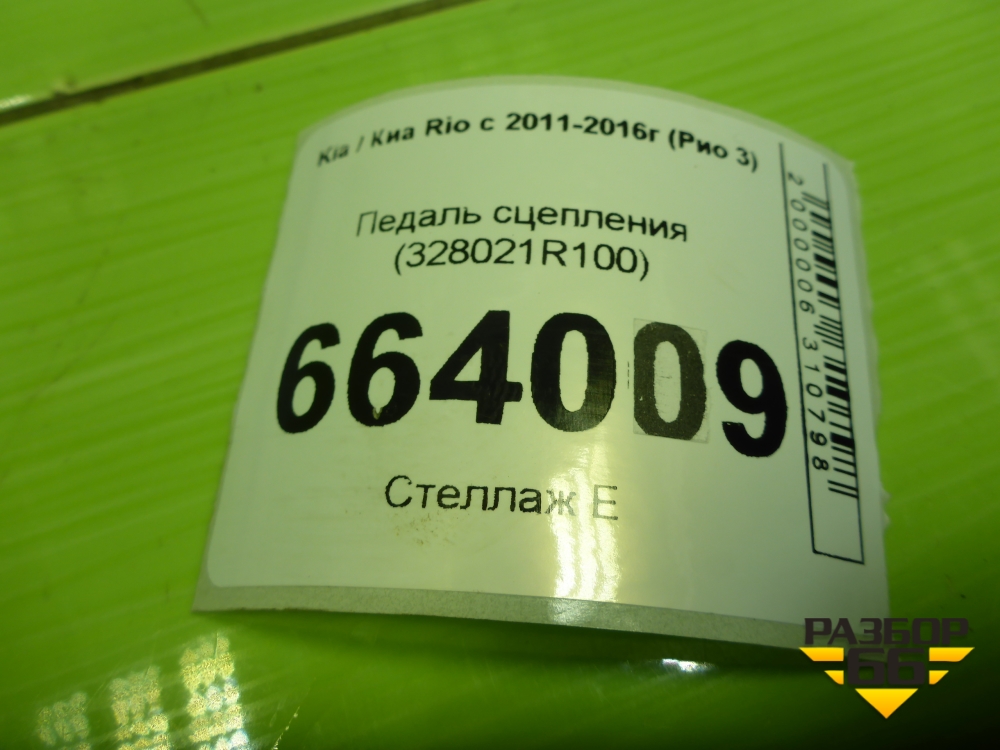 Kia / Киа Rio с 2011-2016г (Рио 3)
Педаль сцепления
(328021R100)
664009
Стеллаж Е
2000006310798
РАЗБОР
66